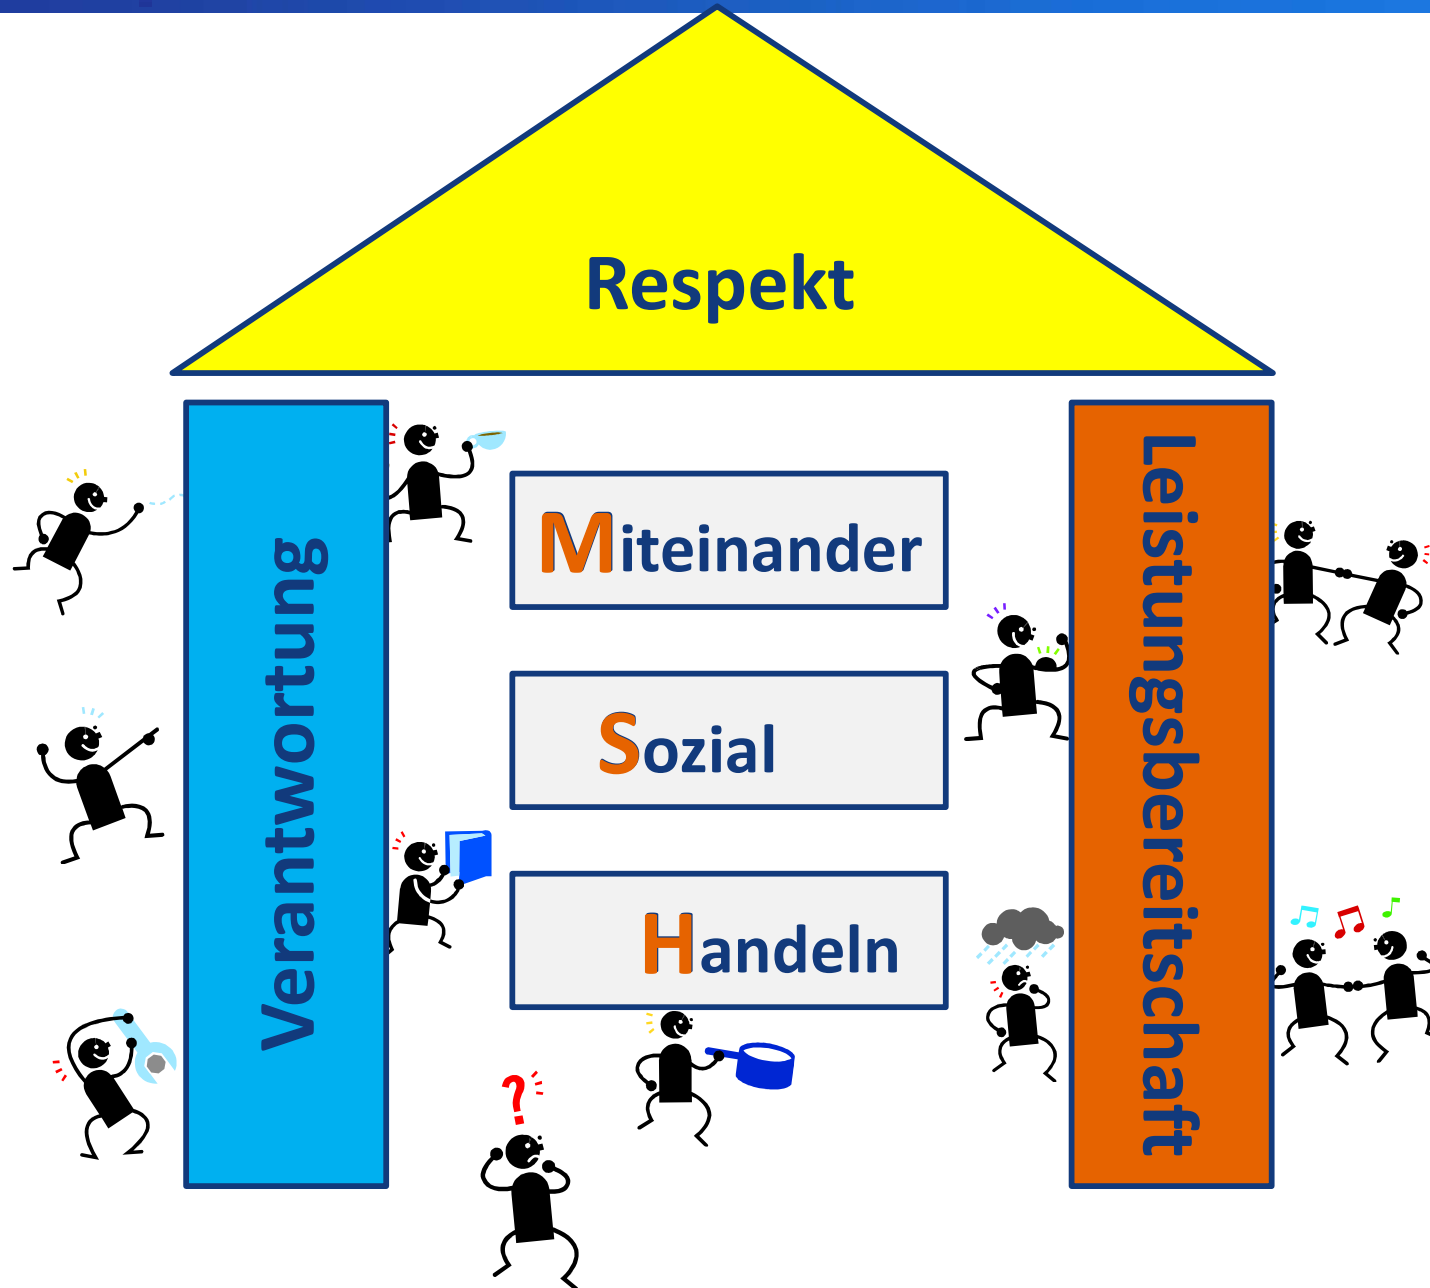 Respekt
Verantwortung
Miteinander
Sozial
Handeln
Leistungsbereitschaft
?